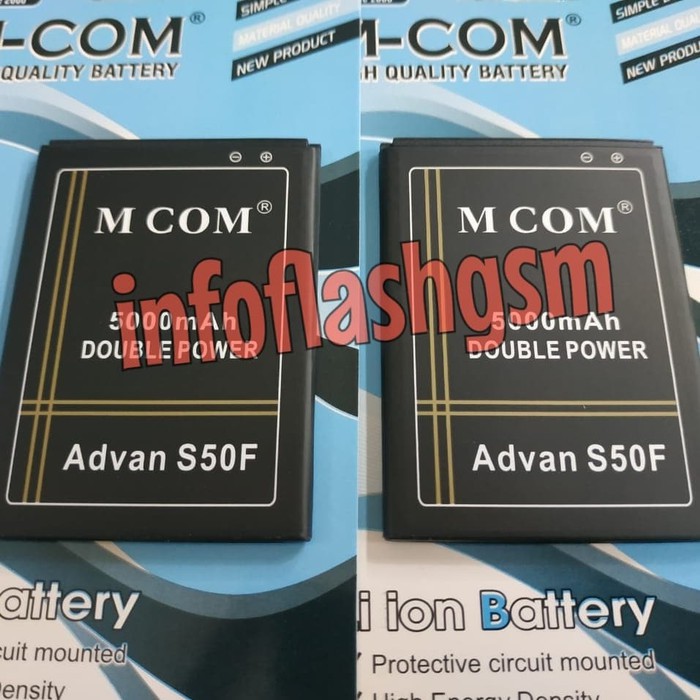 -COM®
QUALITY BATTERY
SIMPLE
MATERIAL QUALITY
NEW PRODUCT
M COM®
5000mAh
DOUBLE POWER
Advan S50F
attery
cuit mounted
Density
-COM®
H QUALITY BATTERY
SIMPLE
MATERIAL QUALITY
NEW PRODUCT
M COM®
5000mAh
DOUBLE POWER
Advan S50F
i ion Battery
Protective circuit mounted
High Energy Density
infoflashgsm